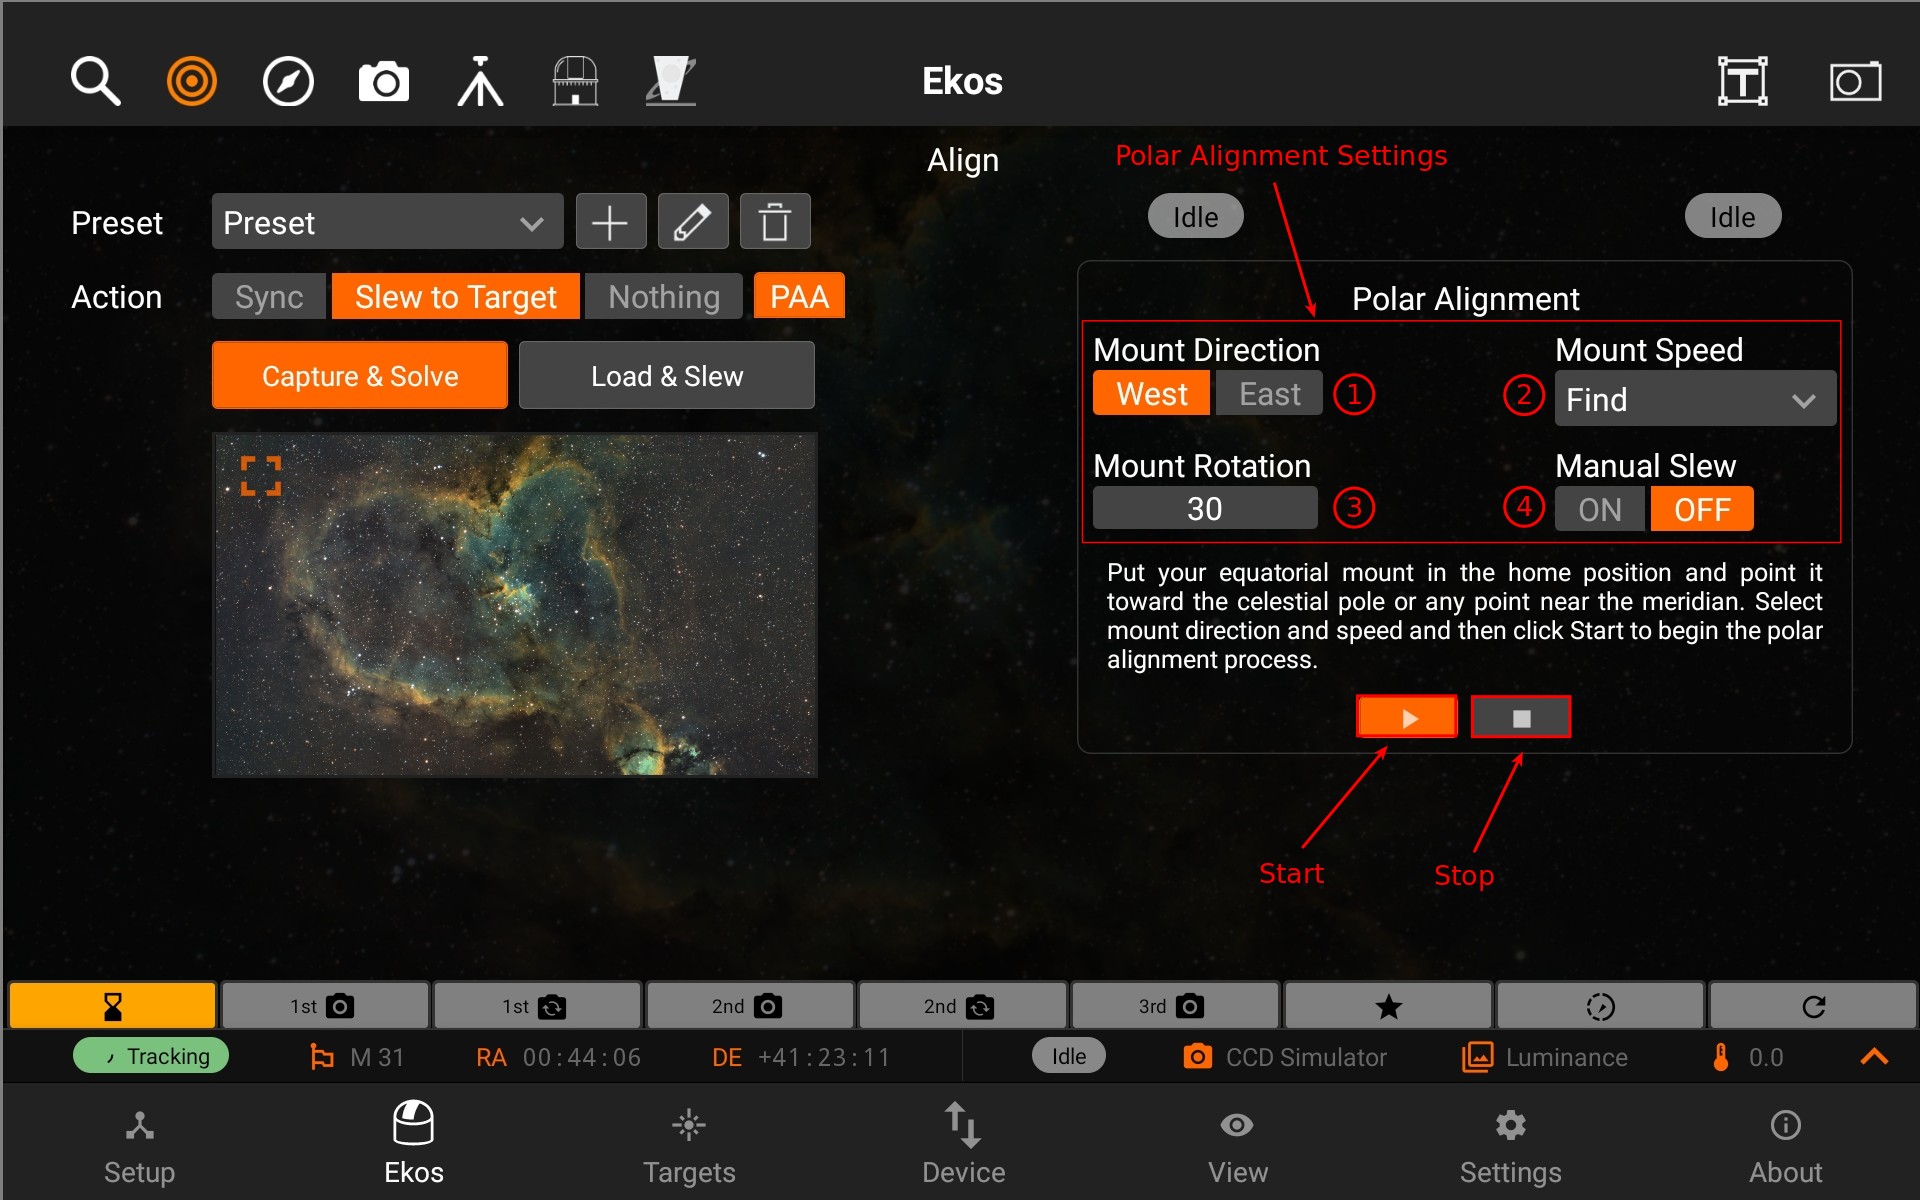 Ekos
T
Align
Polar Alignment Settings
Idle
Idle
Preset
Preset
Action
Sync
Slew to Target
Nothing
PAA
Capture & Solve
Load & Slew
Polar Alignment
Mount Direction
West
East
1
2
Mount Speed
Find
Mount Rotation
30
3
4
Manual Slew
ON
OFF
Put your equatorial mount in the home position and point it
toward the celestial pole or any point near the meridian. Select
mount direction and speed and then click Start to begin the polar
alignment process.
Start
Stop
1st
1st
2nd
2nd
3rd
Tracking
M 31
RA 00:44:06
DE +41:23:11
Idle
CCD Simulator
Luminance
0.0
Setup
Ekos
Targets
Device
View
Settings
About